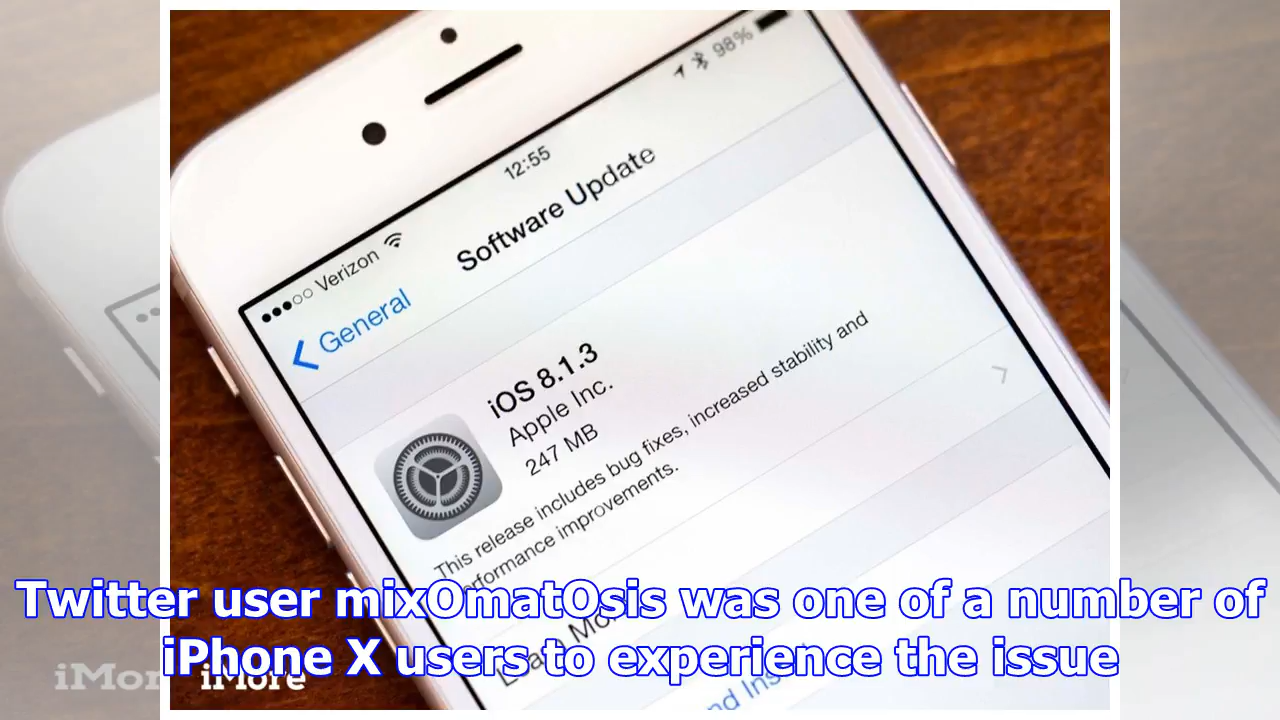 98%
12:55
Verizon
Software Update
General
iOS 8.1.3
Apple Inc.
247 MB
This release includes bug fixes, increased stability and
performance improvements.
Twitter user mixOmatOsis was one of a number of
iPhone X users to experience the issue
iMore